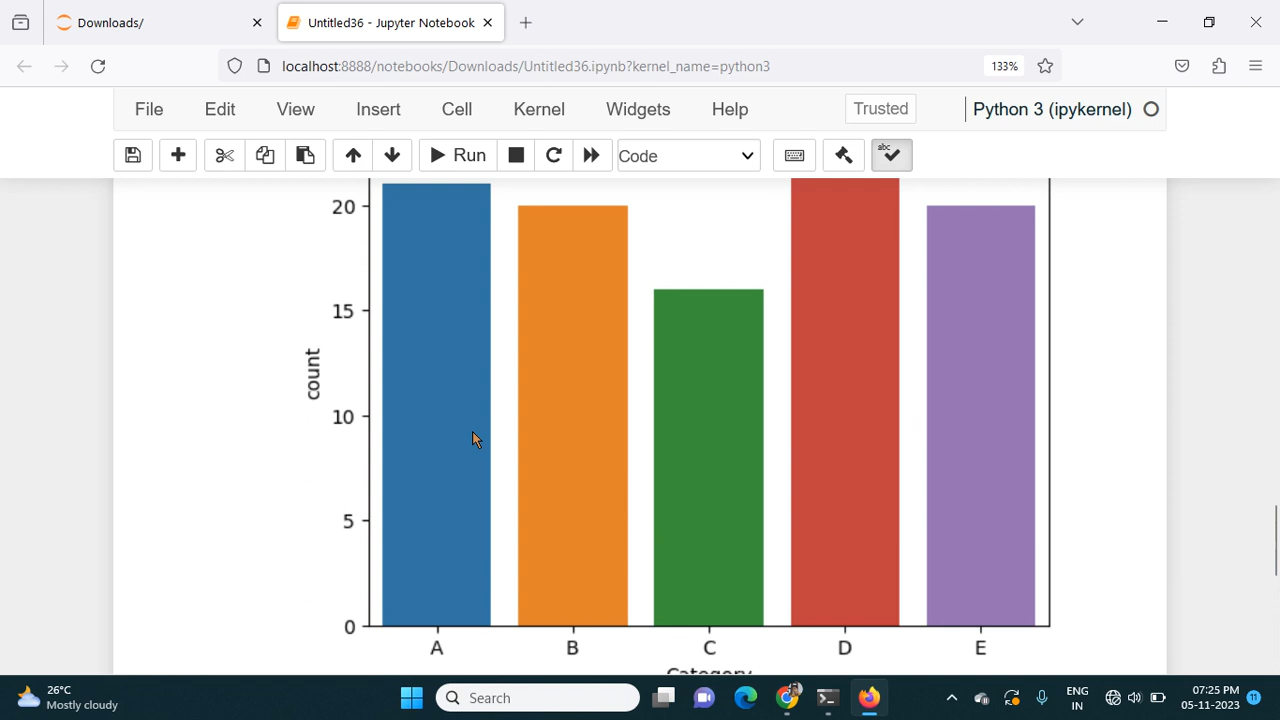 Downloads/
Untitled36 - Jupyter Notebook
localhost:8888/notebooks/Downloads/Untitled36.ipynb?kernel_name=python3
133%
File Edit View Insert Cell Kernel Widgets Help Trusted Python 3 (ipykernel)
Run Code abc
20
15
10
5
0
count
A B C D E
Category
26°C
Mostly cloudy
Search
ENG
IN
07:25 PM
05-11-2023
11